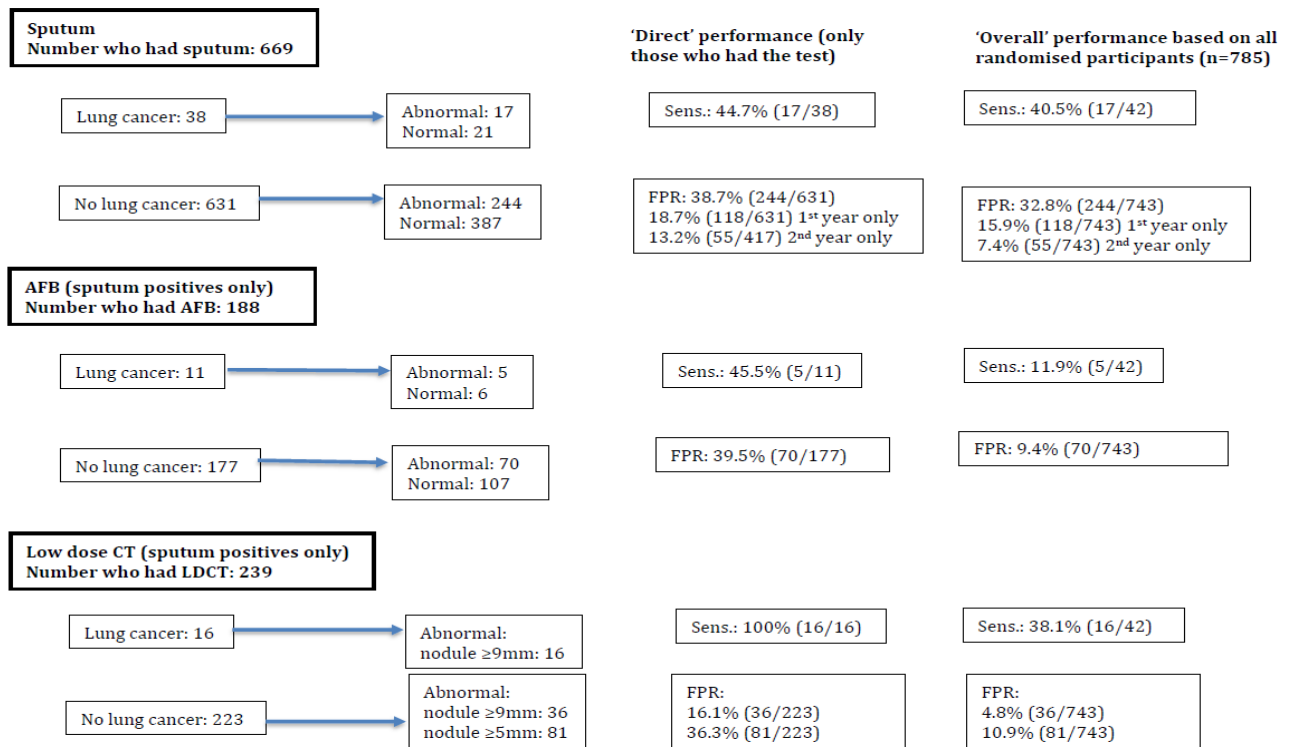 Sputum
Number who had sputum: 669
‘Direct’ performance (only
those who had the test)
‘Overall’ performance based on all
randomised participants (n=785)
Lung cancer: 38
Abnormal: 17
Normal: 21
Sens.: 44.7% (17/38)
Sens.: 40.5% (17/42)
No lung cancer: 631
Abnormal: 244
Normal: 387
FPR: 38.7% (244/631)
18.7% (118/631) 1st year only
13.2% (55/417) 2nd year only
FPR: 32.8% (244/743)
15.9% (118/743) 1st year only
7.4% (55/743) 2nd year only
AFB (sputum positives only)
Number who had AFB: 188
Lung cancer: 11
Abnormal: 5
Normal: 6
Sens.: 45.5% (5/11)
Sens.: 11.9% (5/42)
No lung cancer: 177
Abnormal: 70
Normal: 107
FPR: 39.5% (70/177)
FPR: 9.4% (70/743)
Low dose CT (sputum positives only)
Number who had LDCT: 239
Lung cancer: 16
Abnormal:
nodule ≥9mm: 16
Sens.: 100% (16/16)
Sens.: 38.1% (16/42)
No lung cancer: 223
Abnormal:
nodule ≥9mm: 36
nodule ≥5mm: 81
FPR:
16.1% (36/223)
36.3% (81/223)
FPR:
4.8% (36/743)
10.9% (81/743)